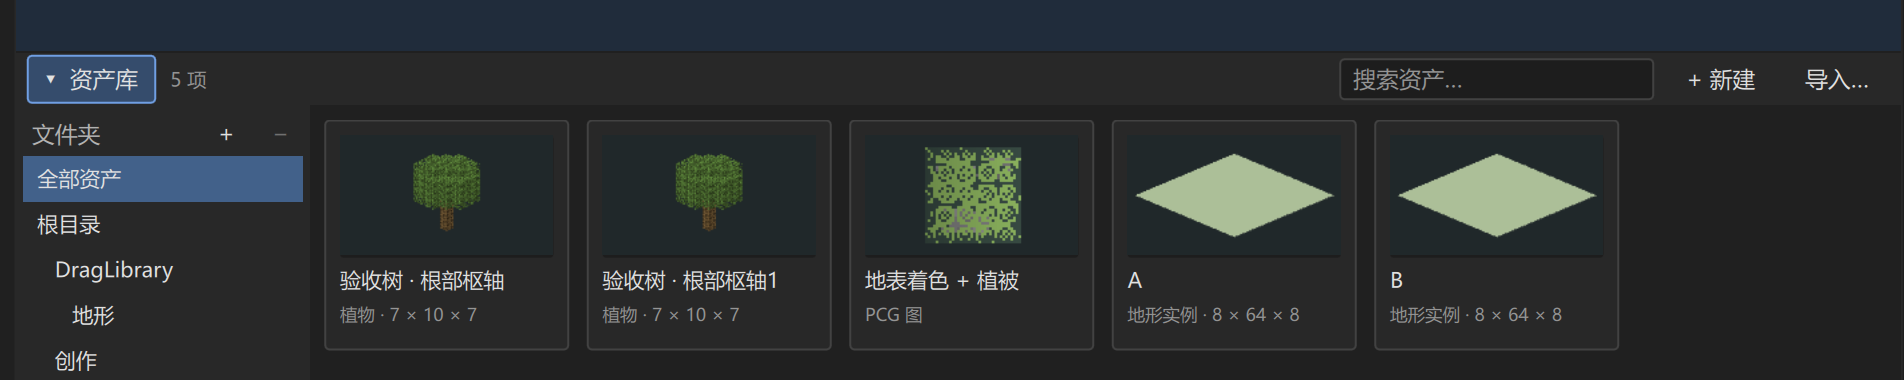 ▼ 资产库 5 项 搜索资产... + 新建 导入...
文件夹 + −
全部资产
根目录
DragLibrary
地形
创作
验收树 · 根部枢轴
植物 · 7 × 10 × 7
验收树 · 根部枢轴1
植物 · 7 × 10 × 7
地表着色 + 植被
PCG 图
A
地形实例 · 8 × 64 × 8
B
地形实例 · 8 × 64 × 8